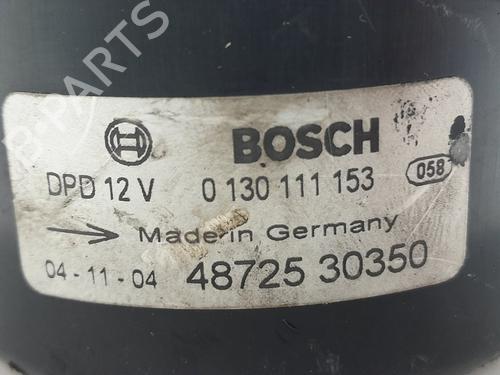 BOSCH
DPD 12 V 0 130 111 153 058
Made in Germany
04-11-04 48725 30350
B-PARTS